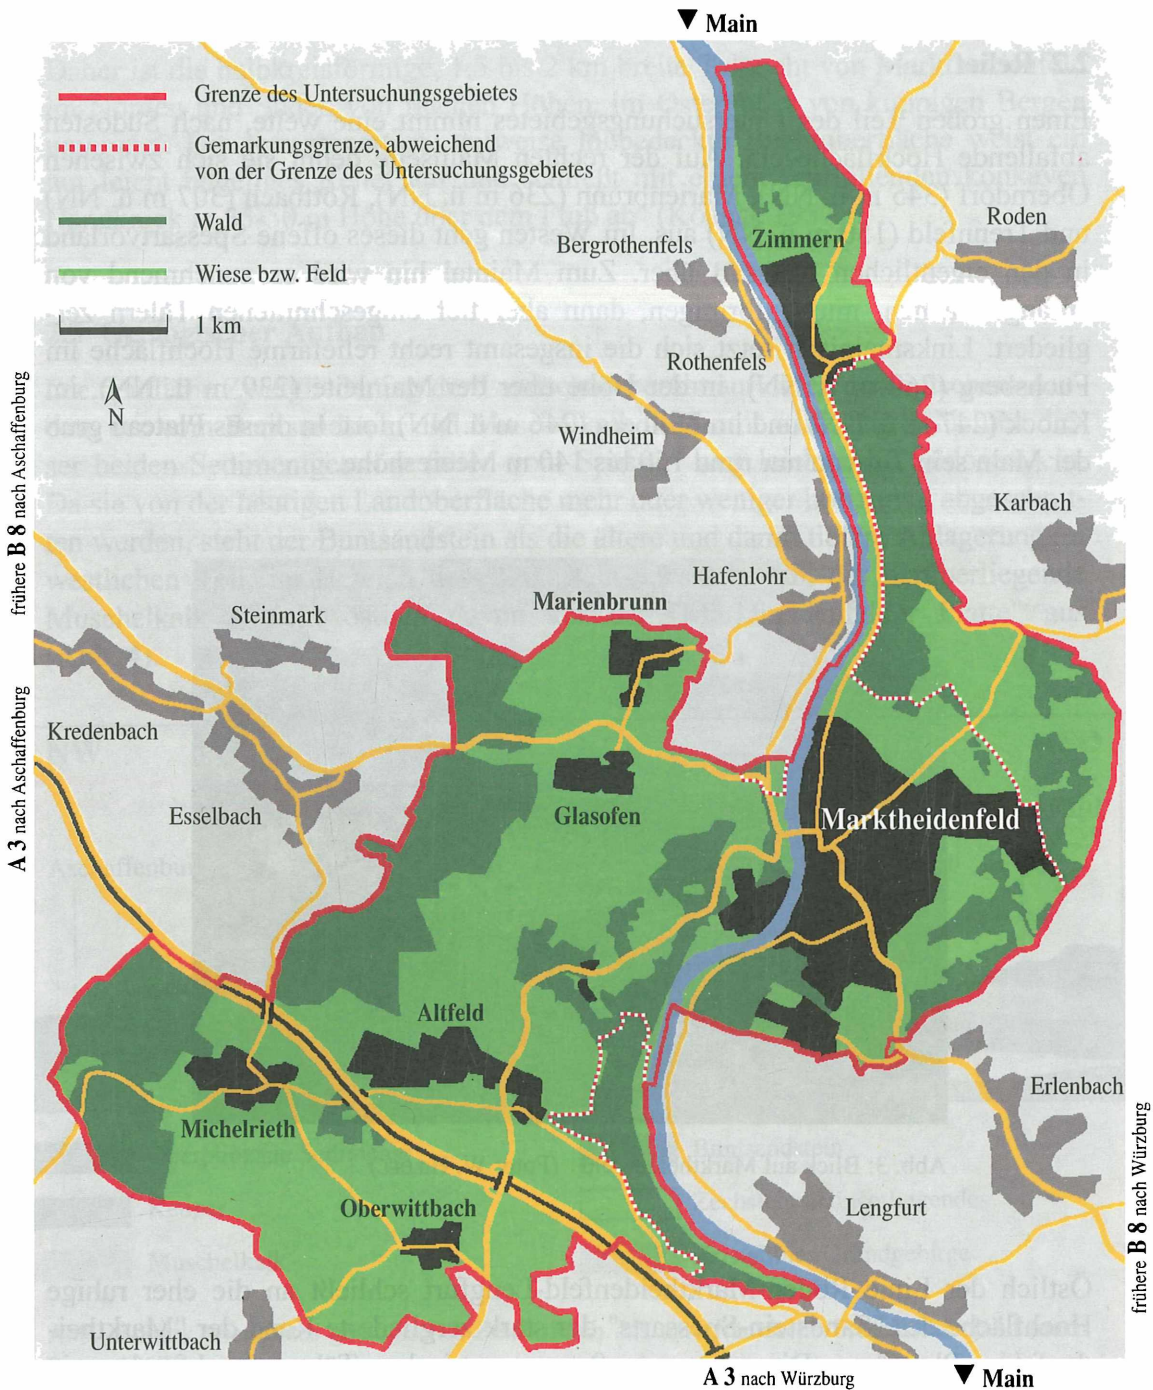 Main
Grenze des Untersuchungsgebietes
Gemarkungsgrenze, abweichend
von der Grenze des Untersuchungsgebietes
Wald
Wiese bzw. Feld
1 km
N
Zimmern
Roden
Bergrothenfels
Rothenfels
Windheim
Karbach
Hafenlohr
Marienbrunn
Steinmark
frühere B 8 nach Aschaffenburg
Kredenbach
A 3 nach Aschaffenburg
Esselbach
Glasofen
Marktheidenfeld
Altfeld
Michelrieth
Erlenbach
Oberwittbach
Lengfurt
frühere B 8 nach Würzburg
Unterwittbach
A 3 nach Würzburg
Main